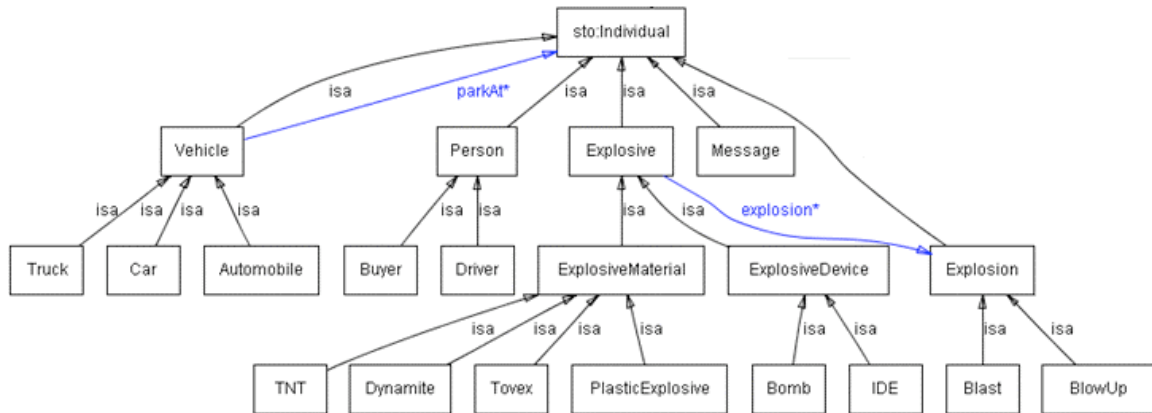 sto:Individual
isa
parkAt*
isa
isa
isa
isa
Vehicle
Person
Explosive
Message
isa
isa
isa
isa
isa
isa
isa
explosion*
Truck
Car
Automobile
Buyer
Driver
ExplosiveMaterial
ExplosiveDevice
Explosion
isa
isa
isa
isa
isa
isa
isa
isa
TNT
Dynamite
Tovex
PlasticExplosive
Bomb
IDE
Blast
BlowUp